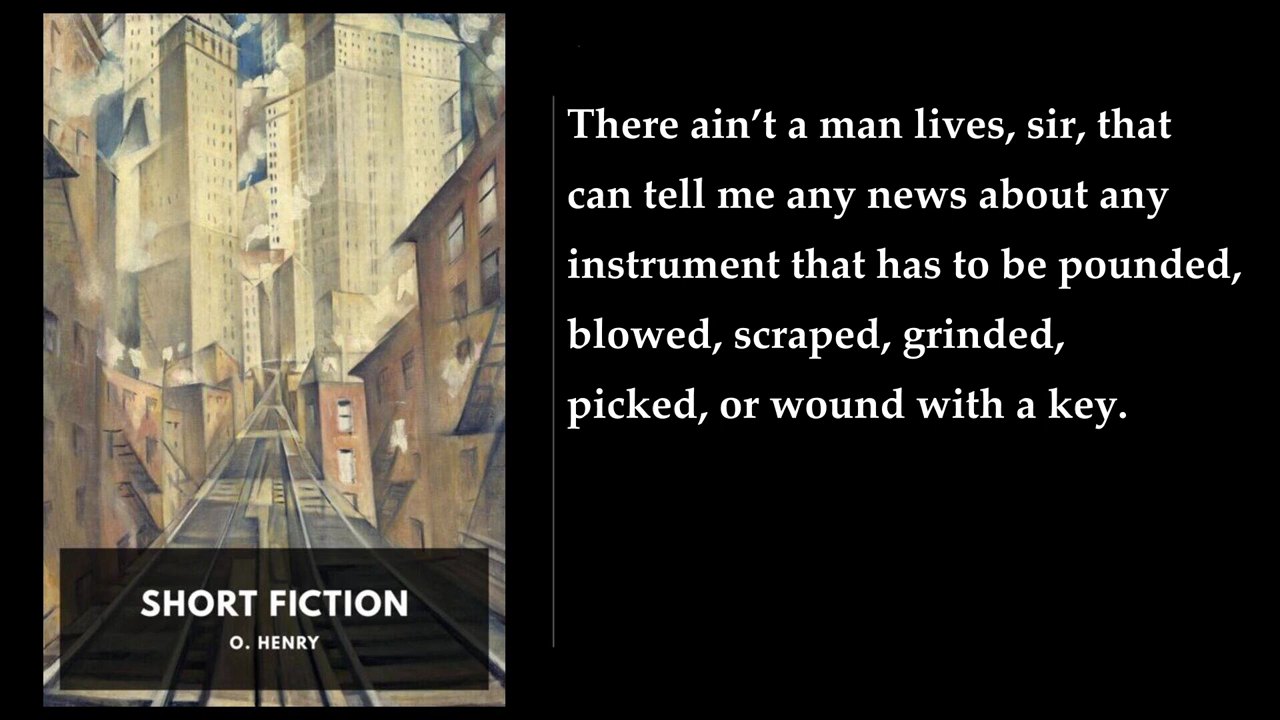 There ain’t a man lives, sir, that
can tell me any news about any
instrument that has to be pounded,
blowed, scraped, grinded,
picked, or wound with a key.
SHORT FICTION
O. HENRY